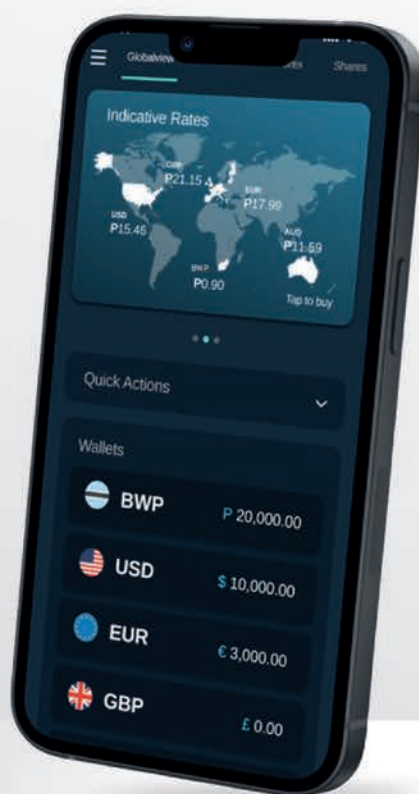 Globalview
Shares
Indicative Rates
GBP
P21.15
EUR
P17.99
USD
P15.46
AUD
P11.59
BWP
P0.90
Tap to buy
Quick Actions
Wallets
BWP P 20,000.00
USD $ 10,000.00
EUR € 3,000.00
GBP £ 0.00